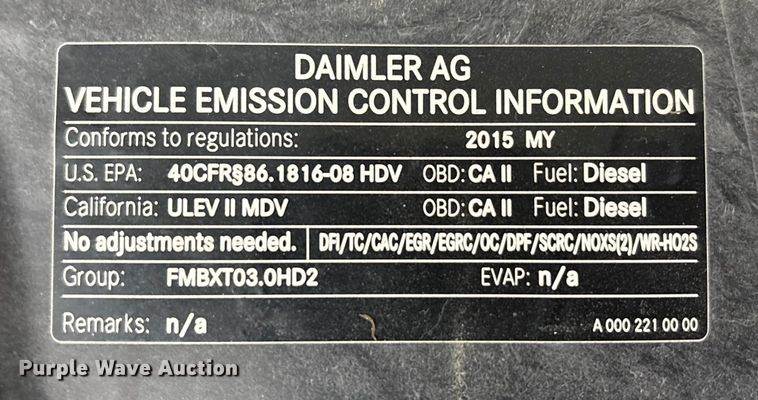 DAIMLER AG
VEHICLE EMISSION CONTROL INFORMATION
Conforms to regulations: 2015 MY
U.S. EPA: 40CFR§86.1816-08 HDV OBD: CA II Fuel: Diesel
California: ULEV II MDV OBD: CA II Fuel: Diesel
No adjustments needed. DFI/TC/CAC/EGR/EGRC/OC/DPF/SCRC/NOXS(2)/WR-HO2S
Group: FMBXT03.0HD2 EVAP: n/a
Remarks: n/a A 000 221 00 00
Purple Wave Auction